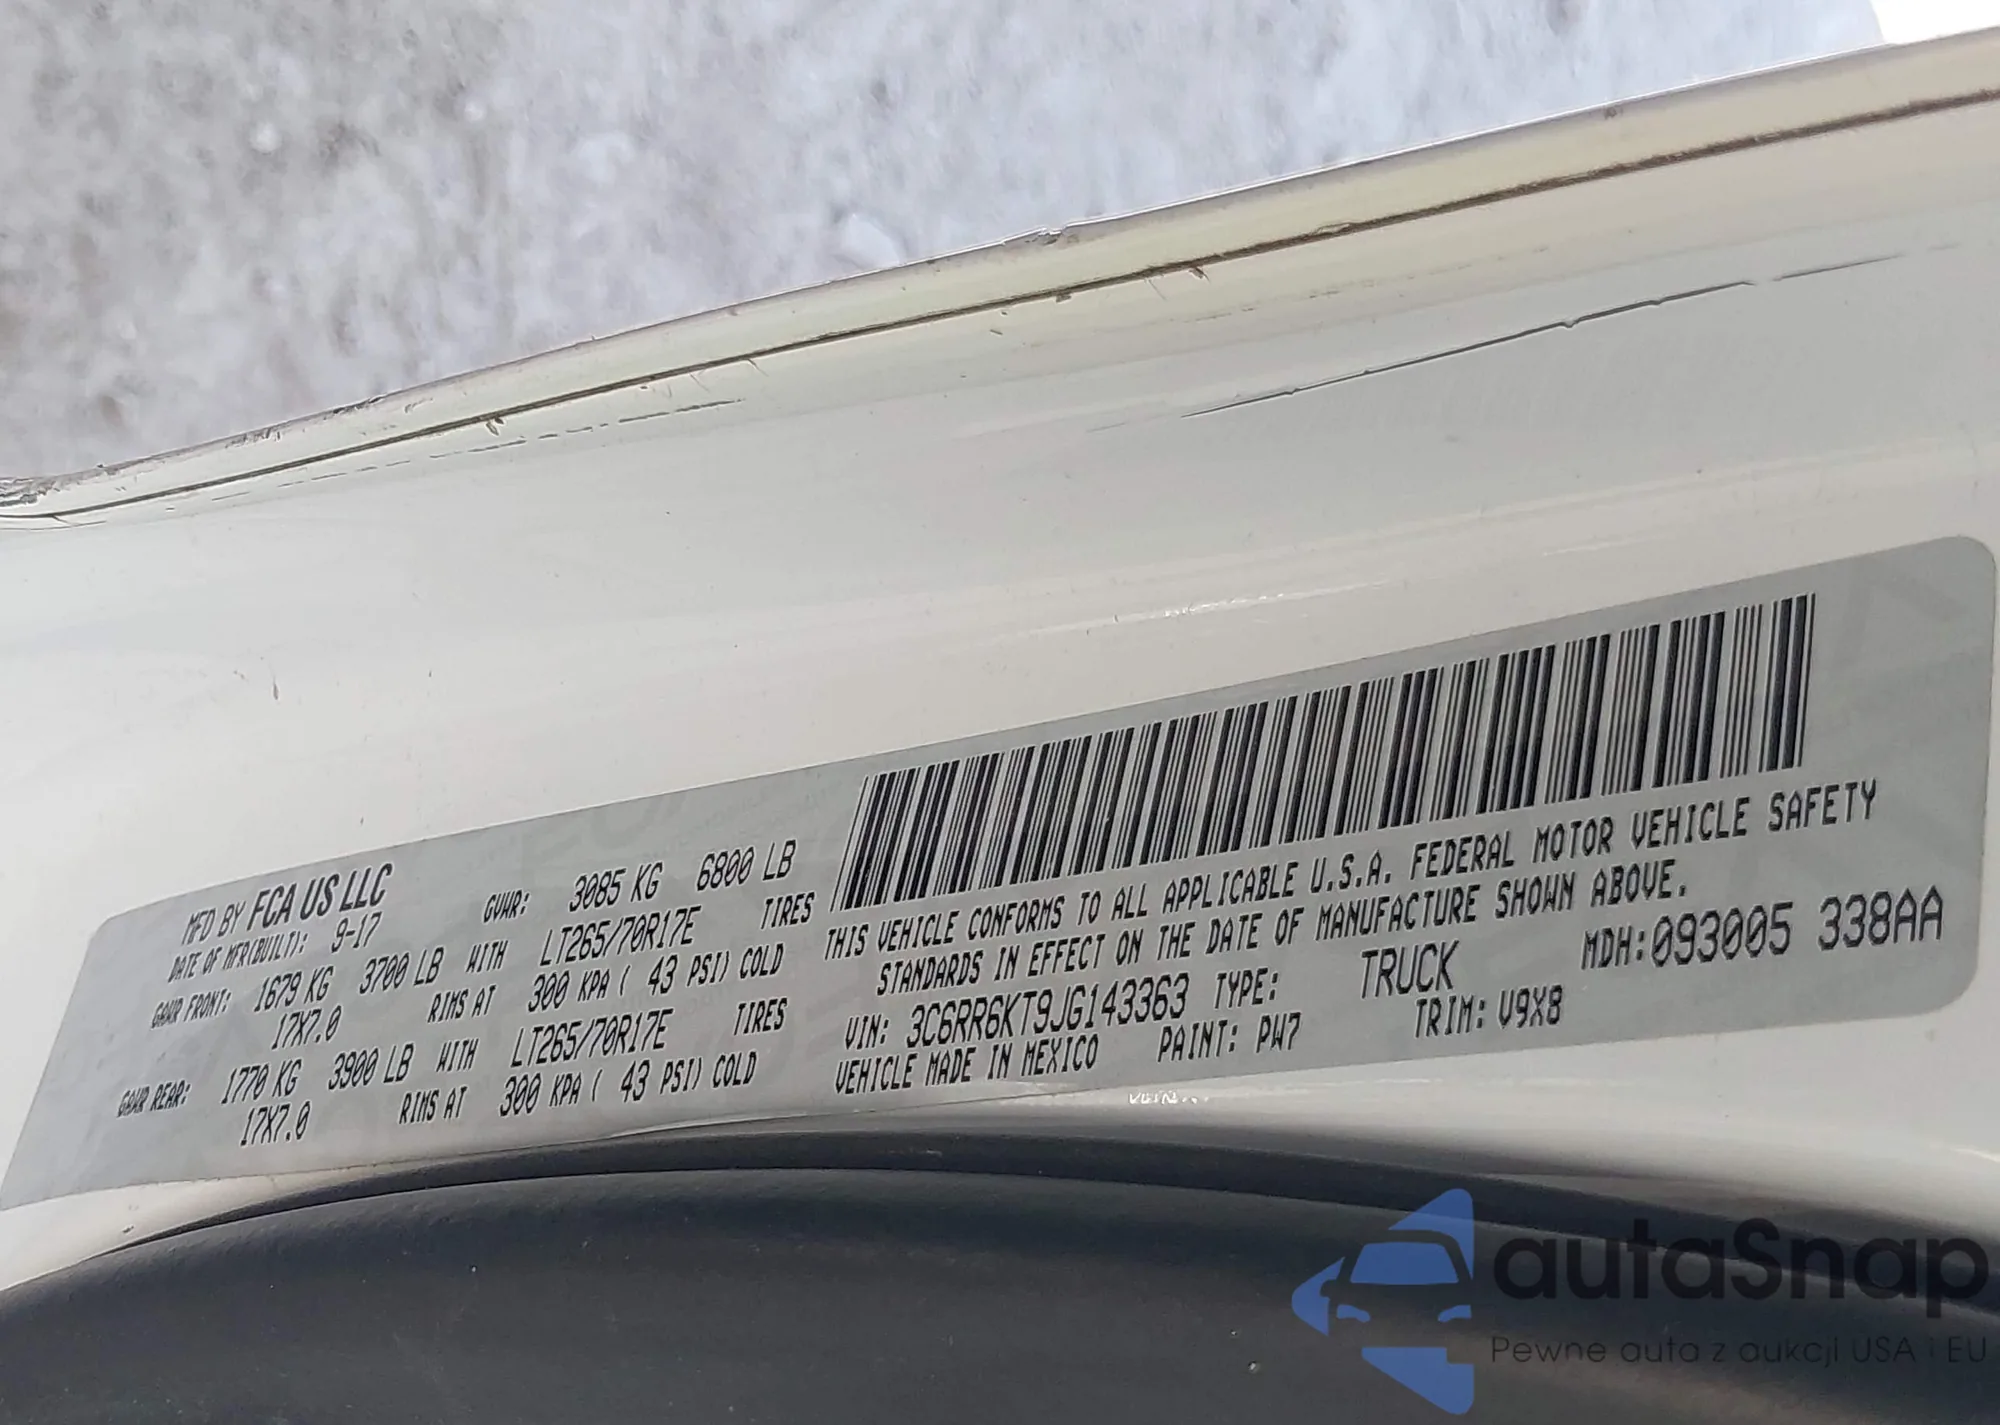 MFD BY FCA US LLC
DATE OF MFR(BUILT): 9-17
GVWR: 3085 KG 6800 LB
GAWR FRONT: 1679 KG 3700 LB WITH LT265/70R17E TIRES
17X7.0 RIMS AT 300 KPA ( 43 PSI) COLD
GAWR REAR: 1770 KG 3900 LB WITH LT265/70R17E TIRES
17X7.0 RIMS AT 300 KPA ( 43 PSI) COLD
THIS VEHICLE CONFORMS TO ALL APPLICABLE U.S.A. FEDERAL MOTOR VEHICLE SAFETY
STANDARDS IN EFFECT ON THE DATE OF MANUFACTURE SHOWN ABOVE.
VIN: 3C6RR6KT9JG143363 TYPE: TRUCK MDH:093005 338AA
VEHICLE MADE IN MEXICO PAINT: PW7 TRIM: V9X8
autaSnap
Pewne auta z aukcji USA i EU